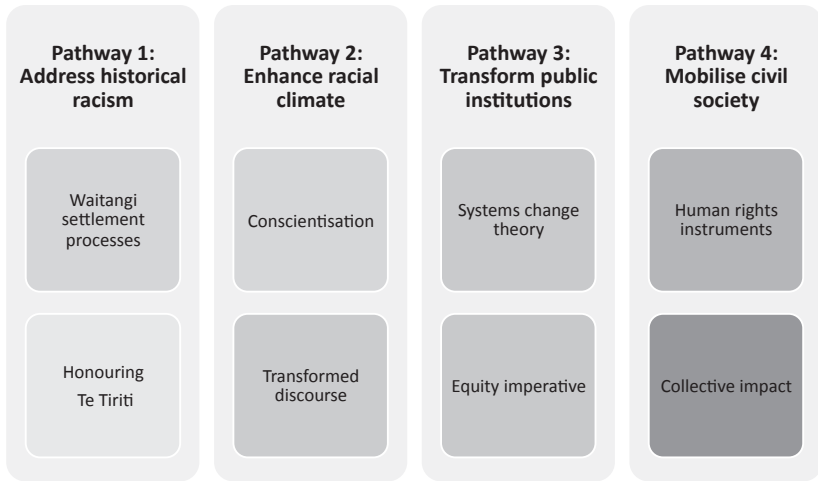 Pathway 1:
Address historical
racism
Waitangi
settlement
processes
Honouring
Te Tiriti
Pathway 2:
Enhance racial
climate
Conscientisation
Transformed
discourse
Pathway 3:
Transform public
institutions
Systems change
theory
Equity imperative
Pathway 4:
Mobilise civil
society
Human rights
instruments
Collective impact